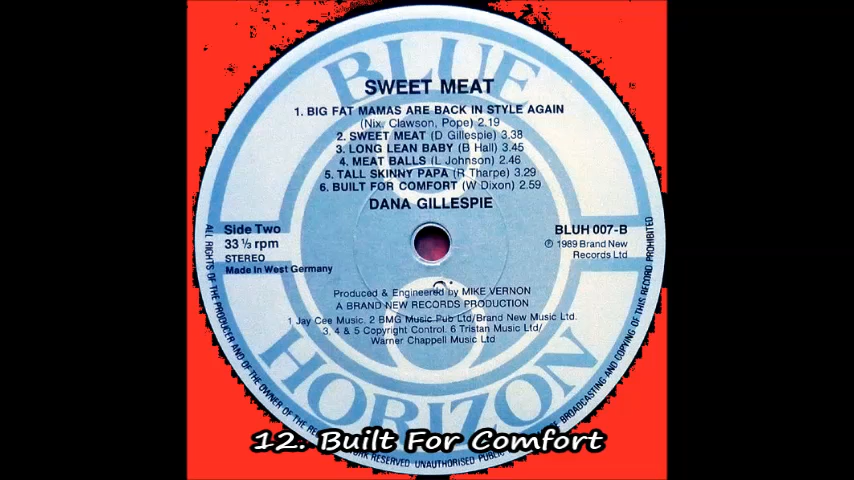 BLUE
SWEET MEAT
1. BIG FAT MAMAS ARE BACK IN STYLE AGAIN
(Nix, Clawson, Pope) 2.19
2. SWEET MEAT (D Gillespie) 3.38
3. LONG LEAN BABY (B Hall) 3.45
4. MEAT BALLS (L Johnson) 2.46
5. TALL SKINNY PAPA (R Tharpe) 3.29
6. BUILT FOR COMFORT (W Dixon) 2.59
DANA GILLESPIE
Side Two
33 ⅓ rpm
STEREO
Made In West Germany
BLUH 007-B
℗ 1989 Brand New
Records Ltd
Produced & Engineered by MIKE VERNON
A BRAND NEW RECORDS PRODUCTION
1 Jay Cee Music. 2 BMG Music Pub Ltd/Brand New Music Ltd.
3, 4 & 5 Copyright Control. 6 Tristan Music Ltd/
Warner Chappell Music Ltd
HORIZON
ALL RIGHTS OF THE PRODUCER AND OF THE OWNER OF THE RECORDED WORK RESERVED UNAUTHORISED PUBLIC BROADCASTING AND COPYING OF THIS RECORD PROHIBITED
12. Built For Comfort